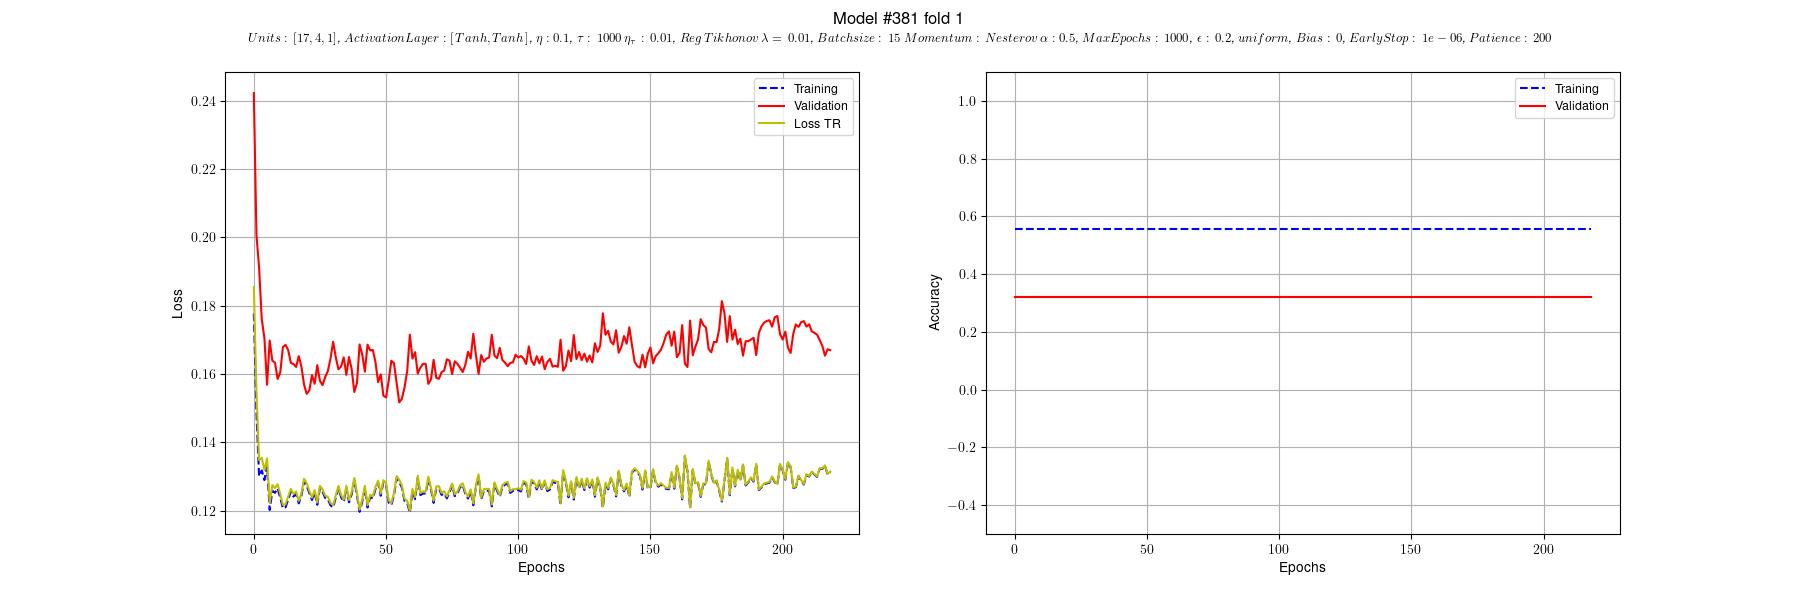 Model #381 fold 1
Units : [17, 4, 1], ActivationLayer : [Tanh, Tanh], η : 0.1, τ : 1000 ητ : 0.01, Reg Tikhonov λ = 0.01, Batchsize : 15 Momentum : Nesterov α : 0.5, MaxEpochs : 1000, ϵ : 0.2, uniform, Bias : 0, EarlyStop : 1e − 06, Patience : 200
Training
Validation
Loss TR
0.24
0.22
0.20
0.18
0.16
0.14
0.12
Loss
0
50
100
150
200
Epochs
Training
Validation
1.0
0.8
0.6
0.4
0.2
0.0
−0.2
−0.4
Accuracy
0
50
100
150
200
Epochs